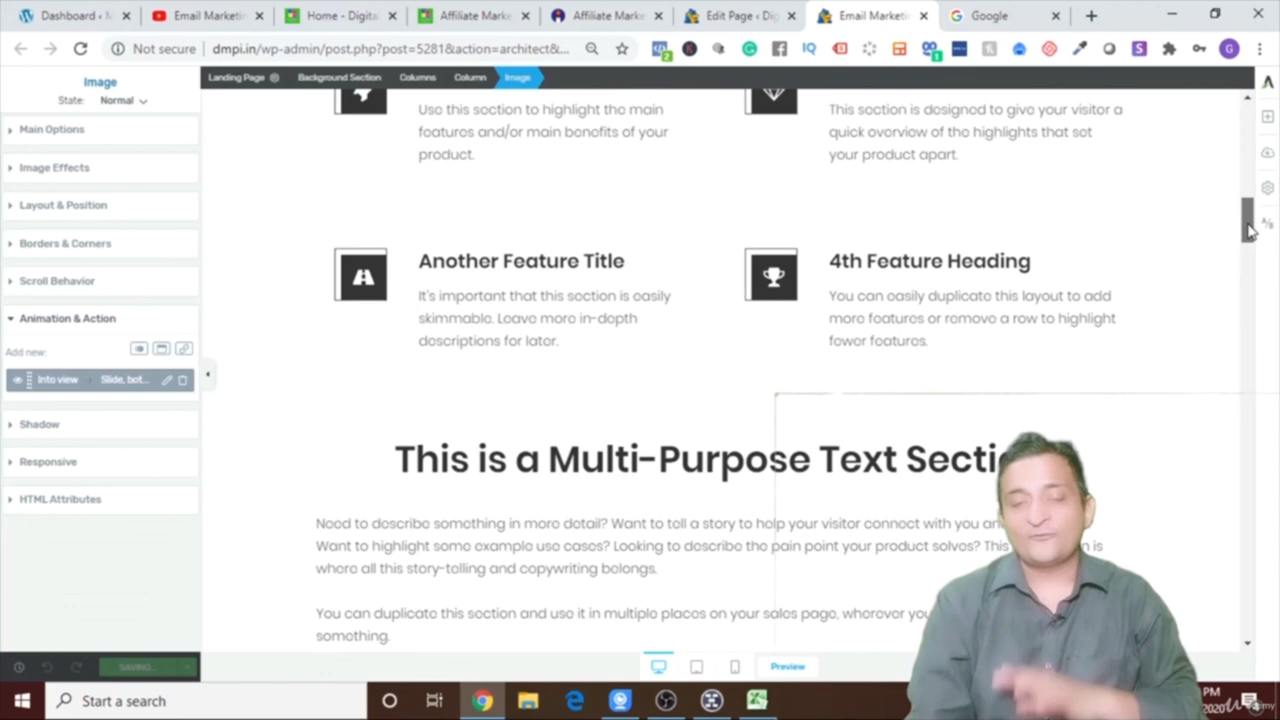 Dashboard ‹ M
Email Marketin
Home - Digita
Affiliate Marke
Affiliate Marke
Edit Page ‹ Dig
Email Marketin
Google
Not secure
dmpi.in/wp-admin/post.php?post=5281&action=architect&...
Image
State: Normal
Main Options
Image Effects
Layout & Position
Borders & Corners
Scroll Behavior
Animation & Action
Add new:
Into view
Slide, bot...
Shadow
Responsive
HTML Attributes
SAVING...
Landing Page
Background Section
Columns
Column
Image
Use this section to highlight the main
features and/or main benefits of your
product.
This section is designed to give your visitor a
quick overview of the highlights that set
your product apart.
Another Feature Title
It's important that this section is easily
skimmable. Leave more in-depth
descriptions for later.
4th Feature Heading
You can easily duplicate this layout to add
more features or remove a row to highlight
fewer features.
This is a Multi-Purpose Text Sectio
Need to describe something in more detail? Want to tell a story to help your visitor connect with you an
Want to highlight some example use cases? Looking to describe the pain point your product solves? This
n is
where all this story-telling and copywriting belongs.
You can duplicate this section and use it in multiple places on your sales page, wherever you
something.
Preview
Start a search
PM
2020